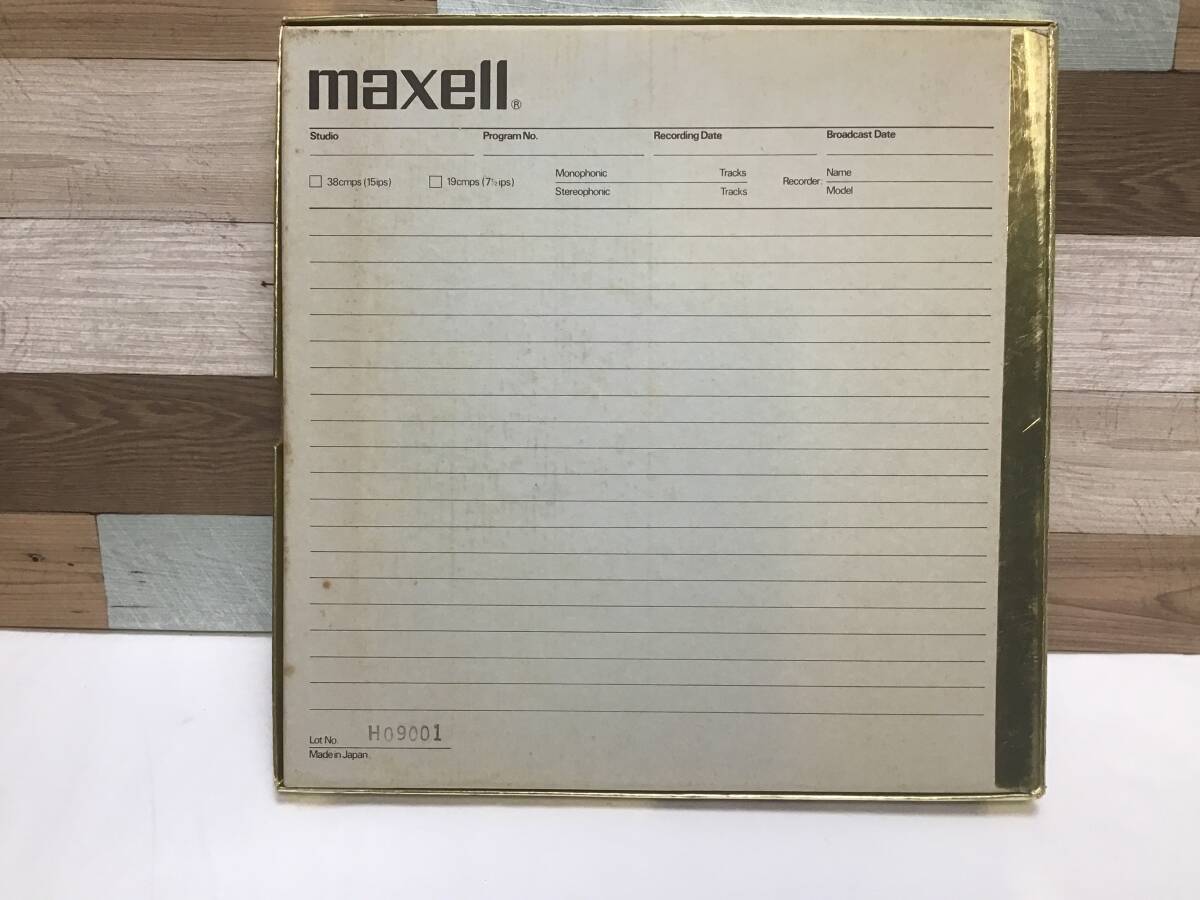 maxell®
Studio Program No. Recording Date Broadcast Date
38cmps (15ips) 19cmps (7½ips) Monophonic Tracks Recorder: Name
Stereophonic Tracks Model
Lot No. H09001
Made in Japan